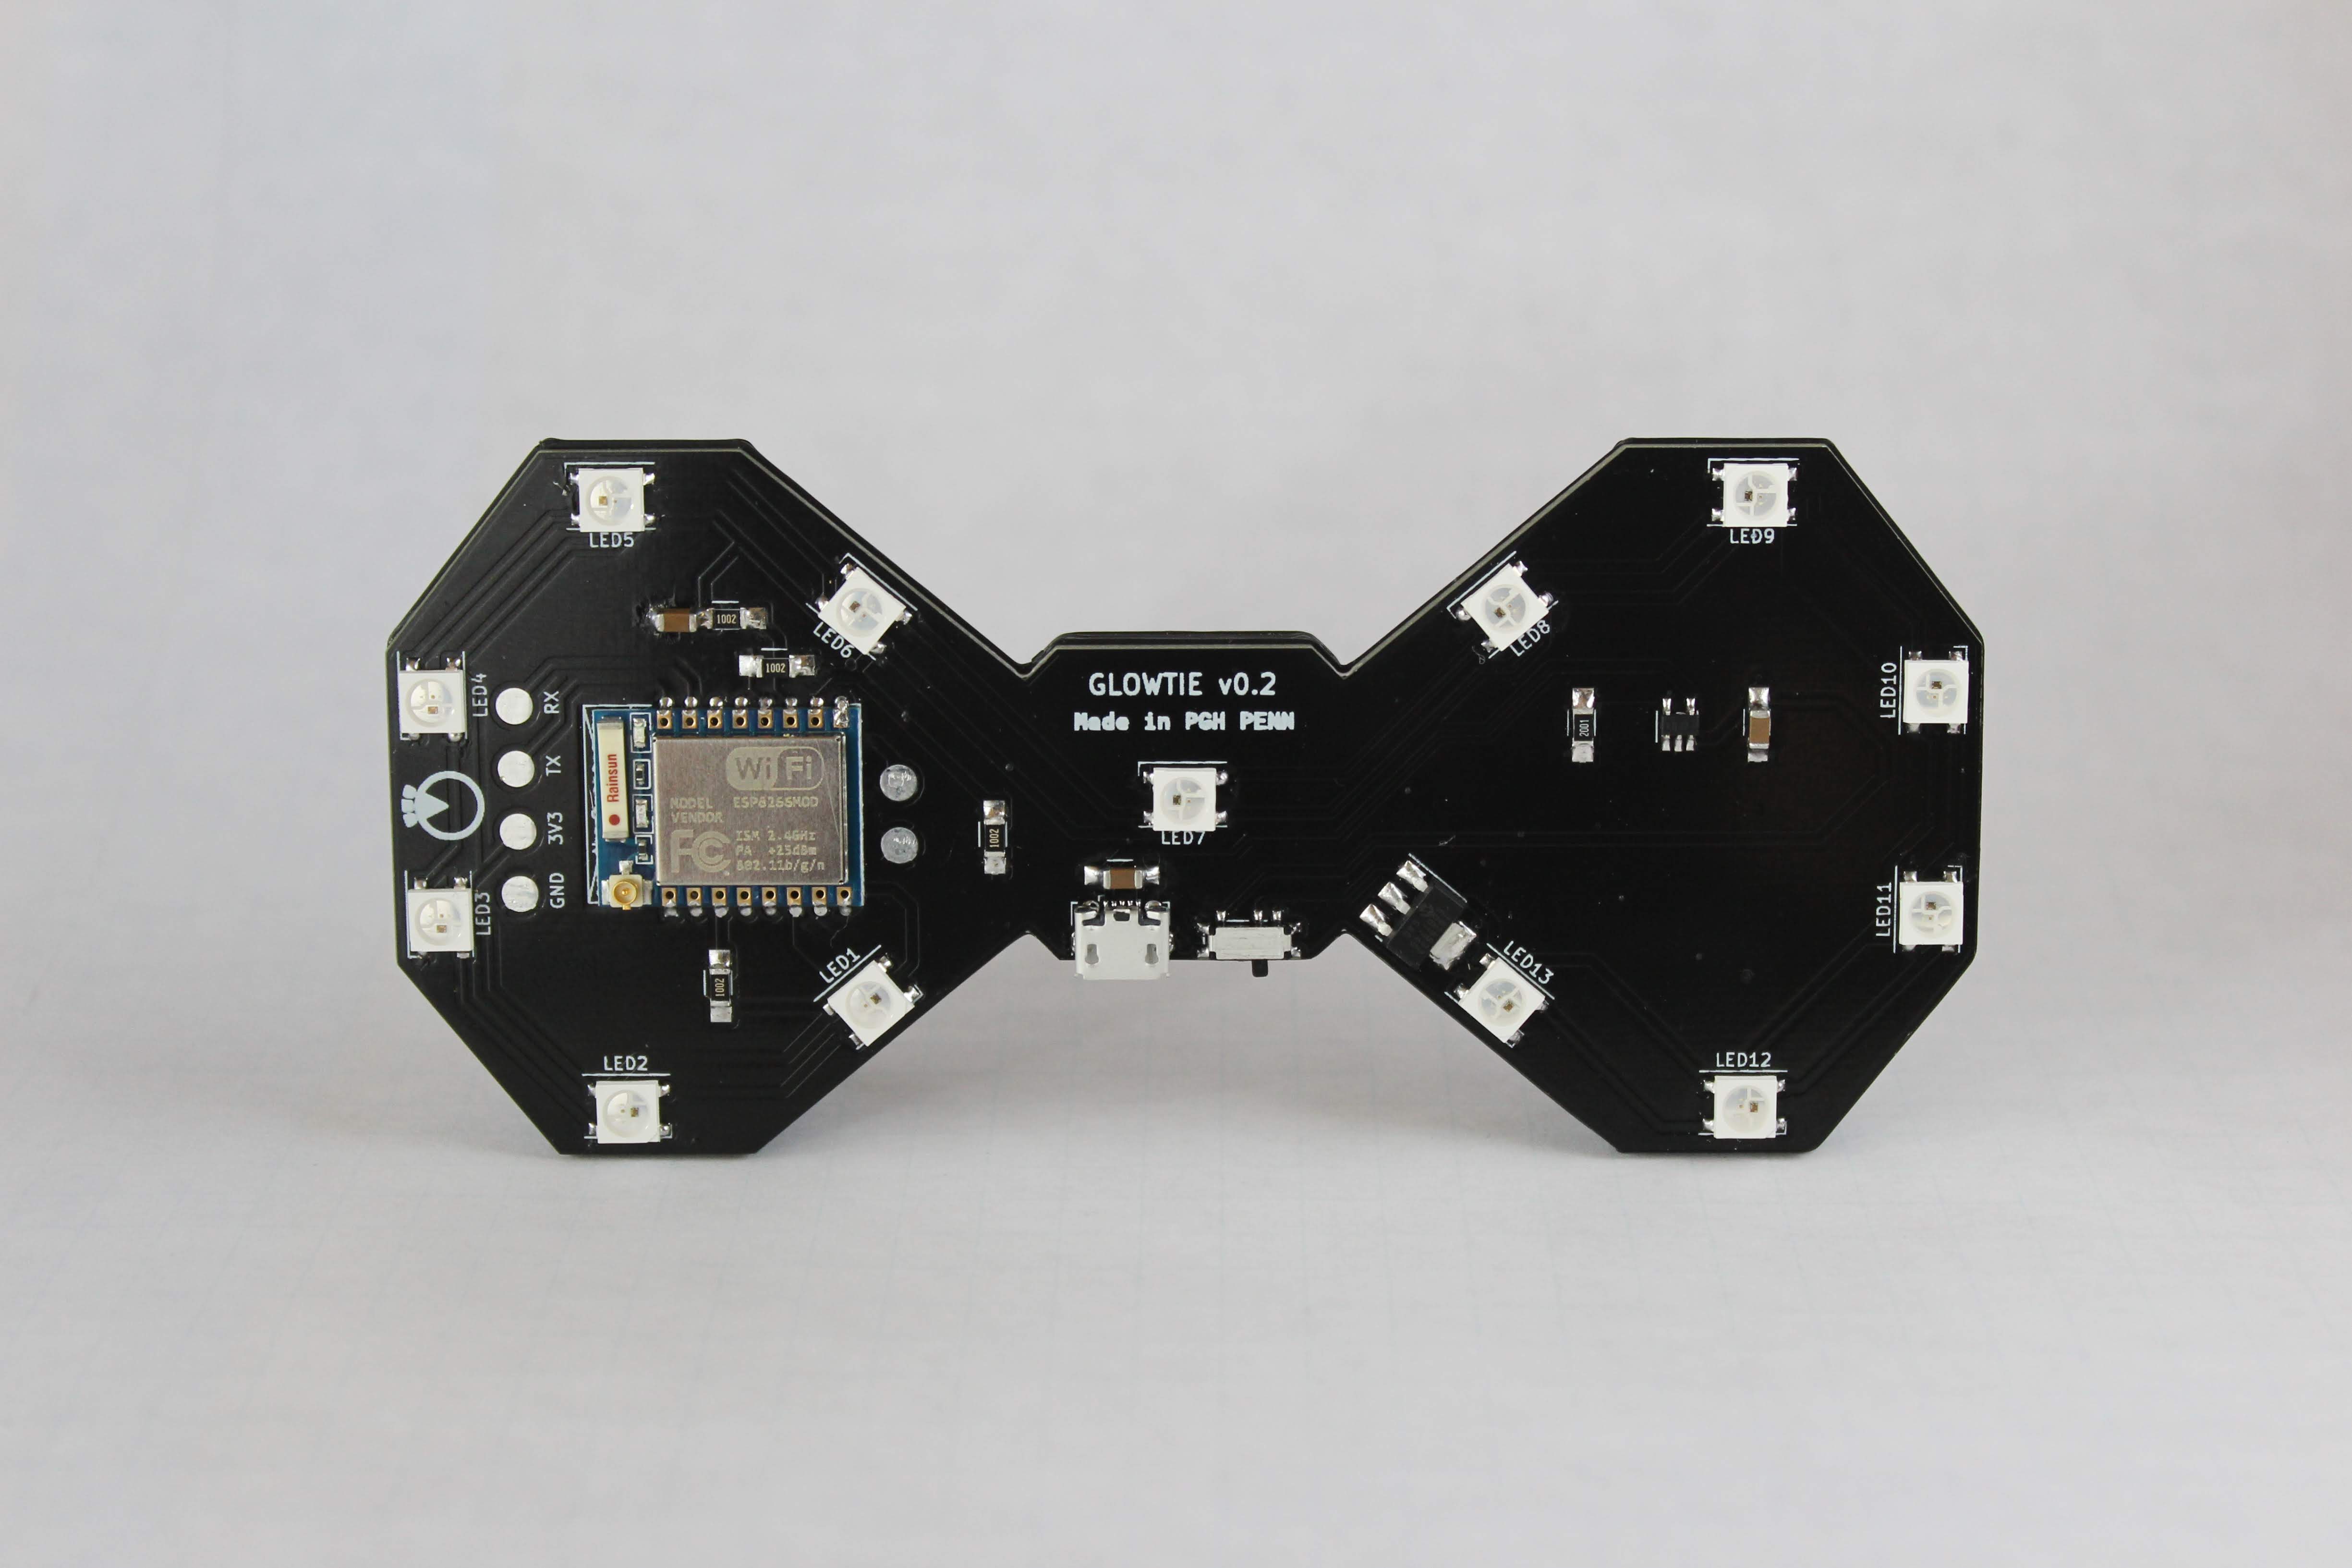 LED5
LED9
1002
LED6
LED8
1002
LED4
RX
GLOWTIE v0.2
Made in PGH PENN
LED10
2001
TX
Rainsun
WiFi
MODEL ESP8266MOD
VENDOR
FC
ISM 2.4GHz
PA +25dBm
802.11b/g/n
3V3
1002
LED7
GND
LED3
LED11
1002
LED1
LED13
LED2
LED12